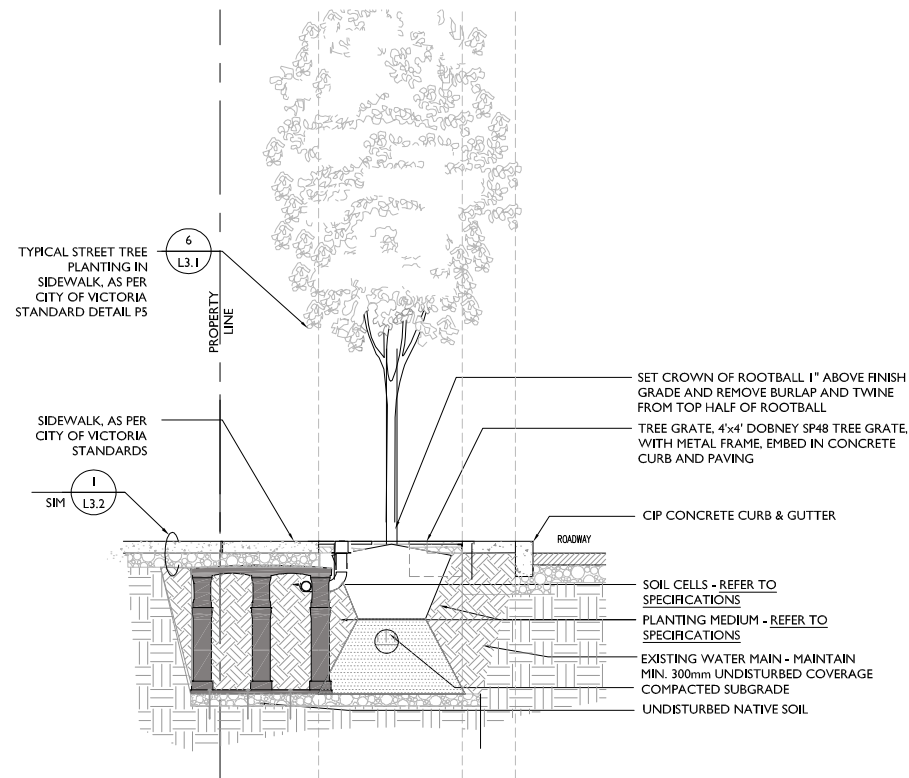 6
L3.1
TYPICAL STREET TREE
PLANTING IN
SIDEWALK, AS PER
CITY OF VICTORIA
STANDARD DETAIL P5
PROPERTY
LINE
SIDEWALK, AS PER
CITY OF VICTORIA
STANDARDS
1
SIM
L3.2
SET CROWN OF ROOTBALL 1" ABOVE FINISH
GRADE AND REMOVE BURLAP AND TWINE
FROM TOP HALF OF ROOTBALL
TREE GRATE, 4'x4' DOBNEY SP48 TREE GRATE,
WITH METAL FRAME, EMBED IN CONCRETE
CURB AND PAVING
CIP CONCRETE CURB & GUTTER
ROADWAY
SOIL CELLS - REFER TO
SPECIFICATIONS
PLANTING MEDIUM - REFER TO
SPECIFICATIONS
EXISTING WATER MAIN - MAINTAIN
MIN. 300mm UNDISTURBED COVERAGE
COMPACTED SUBGRADE
UNDISTURBED NATIVE SOIL